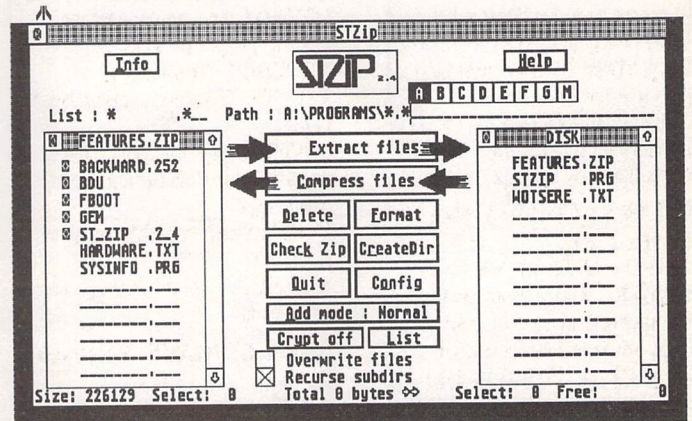 STZip
Info
STZIP 2.4
Help
A B C D E F G M
List : *       .*__  Path : A:\PROGRAMS\*.*
FEATURES.ZIP
BACKWARD.252
BDU
FBOOT
GEM
ST_ZIP  .2_4
HARDWARE.TXT
SYSINFO .PRG
Extract files
Compress files
Delete
Format
Check Zip
CreateDir
Quit
Config
Add mode : Normal
Crypt off
List
Overwrite files
Recurse subdirs
Total 0 bytes
DISK
FEATURES.ZIP
STZIP   .PRG
WOTSERE .TXT
Size: 226129  Select:  0
Select:  0  Free:  0